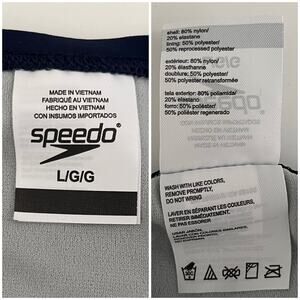 MADE IN VIETNAM
FABRIQUÉ AU VIETNAM
HECHO EN VIETNAM
CON INSUMOS IMPORTADOS
speedo
L/G/G
shell: 80% nylon/
20% elastane
lining: 50% polyester/
50% reprocessed polyester
extérieur: 80% nylon/
20% élasthanne
doublure: 50% polyester/
50% polyester retraité
tela exterior: 80% poliamida/
20% elastano
forro: 50% poliéster/
50% poliéster regenerado
WASH WITH LIKE COLORS,
REMOVE PROMPTLY,
DO NOT WRING
LAVER EN SÉPARANT LES COULEURS,
RETIRER IMMÉDIATEMENT,
NE PAS ESSORER
USAR JABÓN